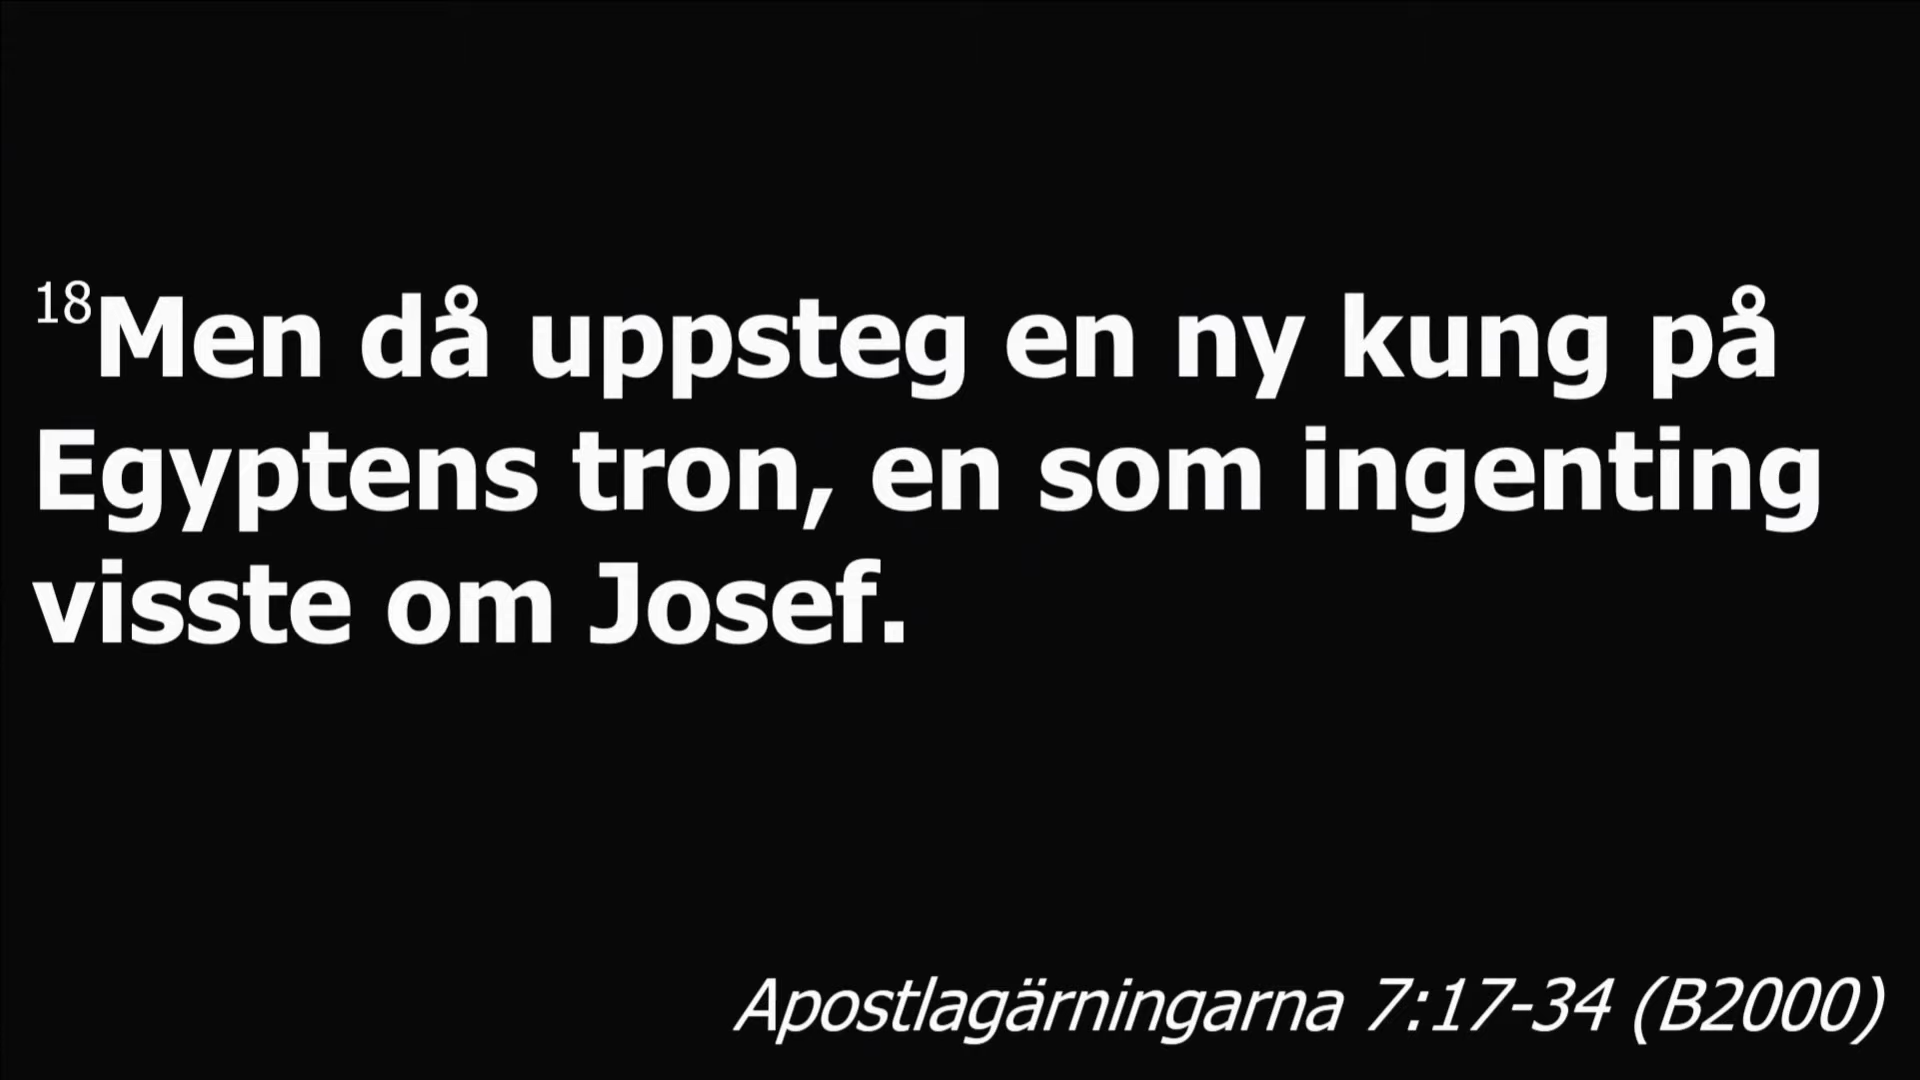 18Men då uppsteg en ny kung på
Egyptens tron, en som ingenting
visste om Josef.
Apostlagärningarna 7:17-34 (B2000)